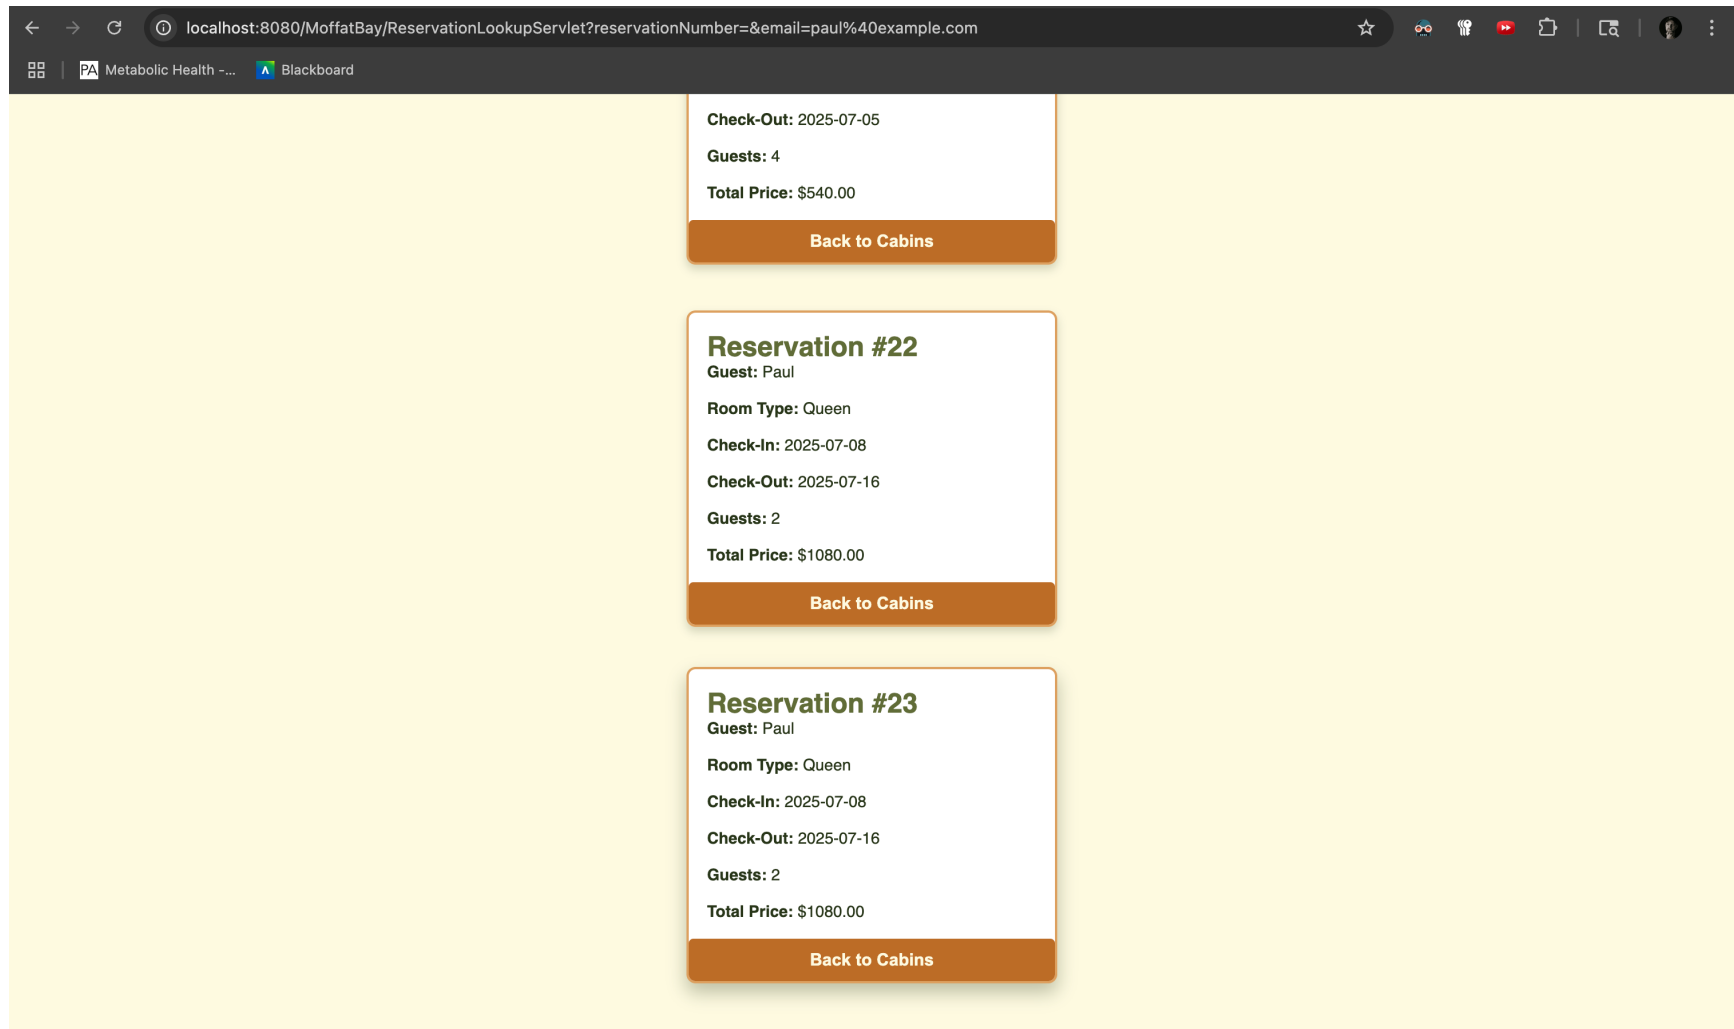 localhost:8080/MoffatBay/ReservationLookupServlet?reservationNumber=&email=paul%40example.com
PA Metabolic Health -... Blackboard
Check-Out: 2025-07-05
Guests: 4
Total Price: $540.00
Back to Cabins
Reservation #22
Guest: Paul
Room Type: Queen
Check-In: 2025-07-08
Check-Out: 2025-07-16
Guests: 2
Total Price: $1080.00
Back to Cabins
Reservation #23
Guest: Paul
Room Type: Queen
Check-In: 2025-07-08
Check-Out: 2025-07-16
Guests: 2
Total Price: $1080.00
Back to Cabins